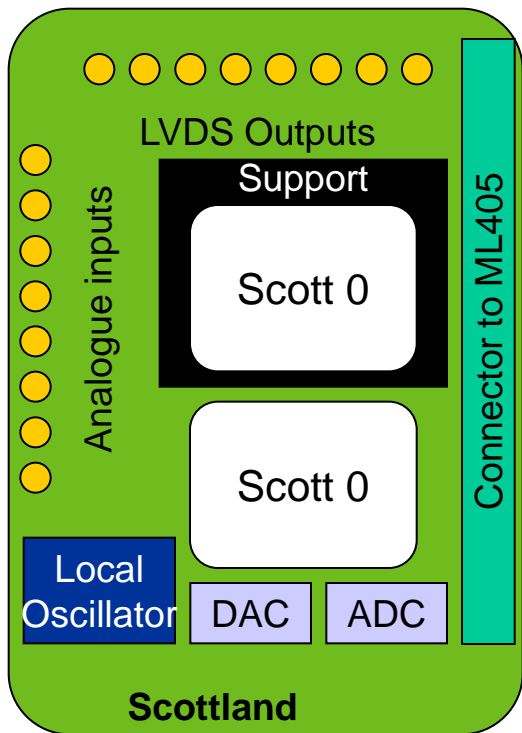 LVDS Outputs
Support
Analogue inputs
Scott 0
Connector to ML405
Scott 0
Local
Oscillator
DAC
ADC
Scottland